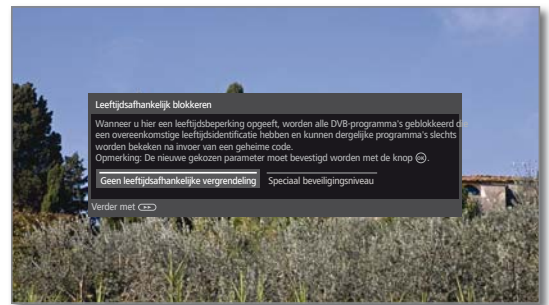 Leeftijdsafhankelijk blokkeren
Wanneer u hier een leeftijdsbeperking opgeeft, worden alle DVB-programma's geblokkeerd die
een overeenkomstige leeftijdsidentificatie hebben en kunnen dergelijke programma's slechts
worden bekeken na invoer van een geheime code.
Opmerking: De nieuwe gekozen parameter moet bevestigd worden met de knop OK.
Geen leeftijdsafhankelijke vergrendeling Speciaal beveiligingsniveau
Verder met